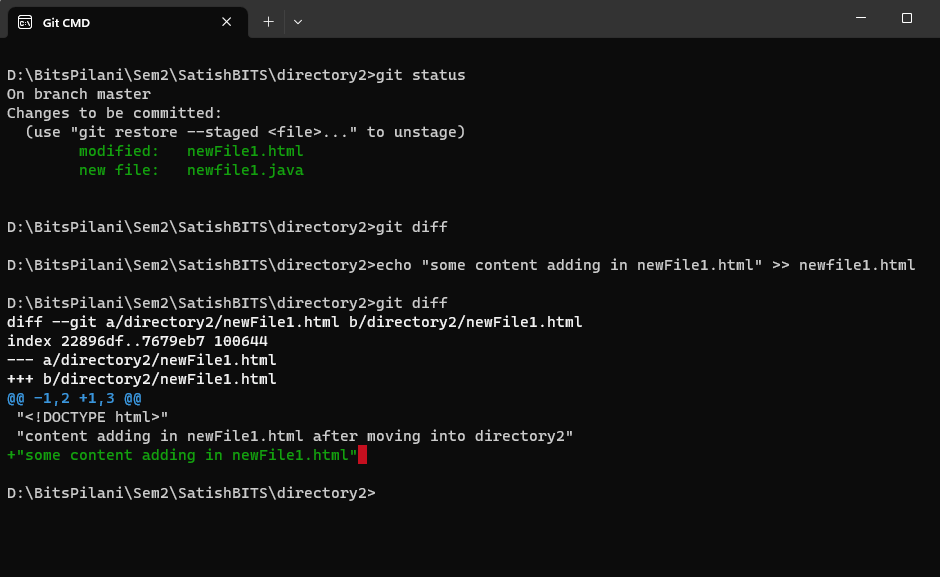 Git CMD
D:\BitsPilani\Sem2\SatishBITS\directory2>git status
On branch master
Changes to be committed:
  (use "git restore --staged <file>..." to unstage)
        modified:   newFile1.html
        new file:   newfile1.java
D:\BitsPilani\Sem2\SatishBITS\directory2>git diff
D:\BitsPilani\Sem2\SatishBITS\directory2>echo "some content adding in newFile1.html" >> newfile1.html
D:\BitsPilani\Sem2\SatishBITS\directory2>git diff
diff --git a/directory2/newFile1.html b/directory2/newFile1.html
index 22896df..7679eb7 100644
--- a/directory2/newFile1.html
+++ b/directory2/newFile1.html
@@ -1,2 +1,3 @@
 "<!DOCTYPE html>"
 "content adding in newFile1.html after moving into directory2"
+"some content adding in newFile1.html"
D:\BitsPilani\Sem2\SatishBITS\directory2>